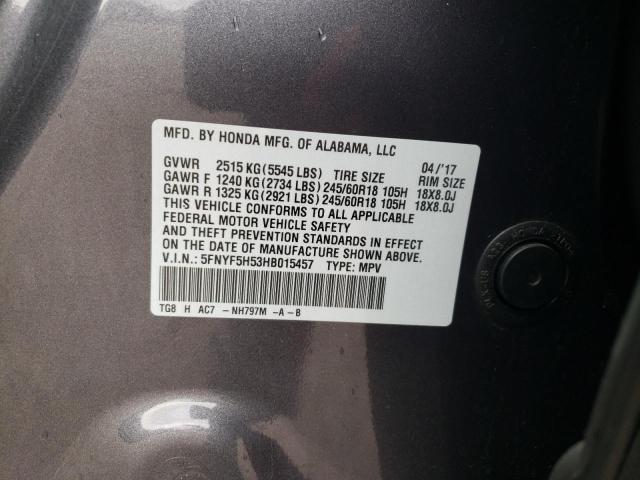 MFD. BY HONDA MFG. OF ALABAMA, LLC
04/'17
GVWR 2515 KG(5545 LBS) TIRE SIZE RIM SIZE
GAWR F 1240 KG(2734 LBS) 245/60R18 105H 18X8.0J
GAWR R 1325 KG(2921 LBS) 245/60R18 105H 18X8.0J
THIS VEHICLE CONFORMS TO ALL APPLICABLE
FEDERAL MOTOR VEHICLE SAFETY
AND THEFT PREVENTION STANDARDS IN EFFECT
ON THE DATE OF MANUFACTURE SHOWN ABOVE.
V.I.N.: 5FNYF5H53HB015457 TYPE: MPV
TG8 H AC7 -NH797M -A-B